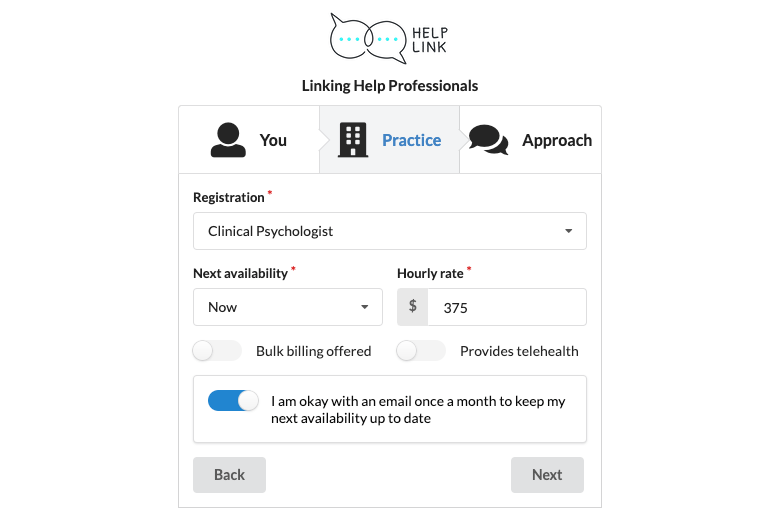 HELP
LINK
Linking Help Professionals
You
Practice
Approach
Registration *
Clinical Psychologist
Next availability *
Hourly rate *
Now
$ 375
Bulk billing offered
Provides telehealth
I am okay with an email once a month to keep my
next availability up to date
Back
Next